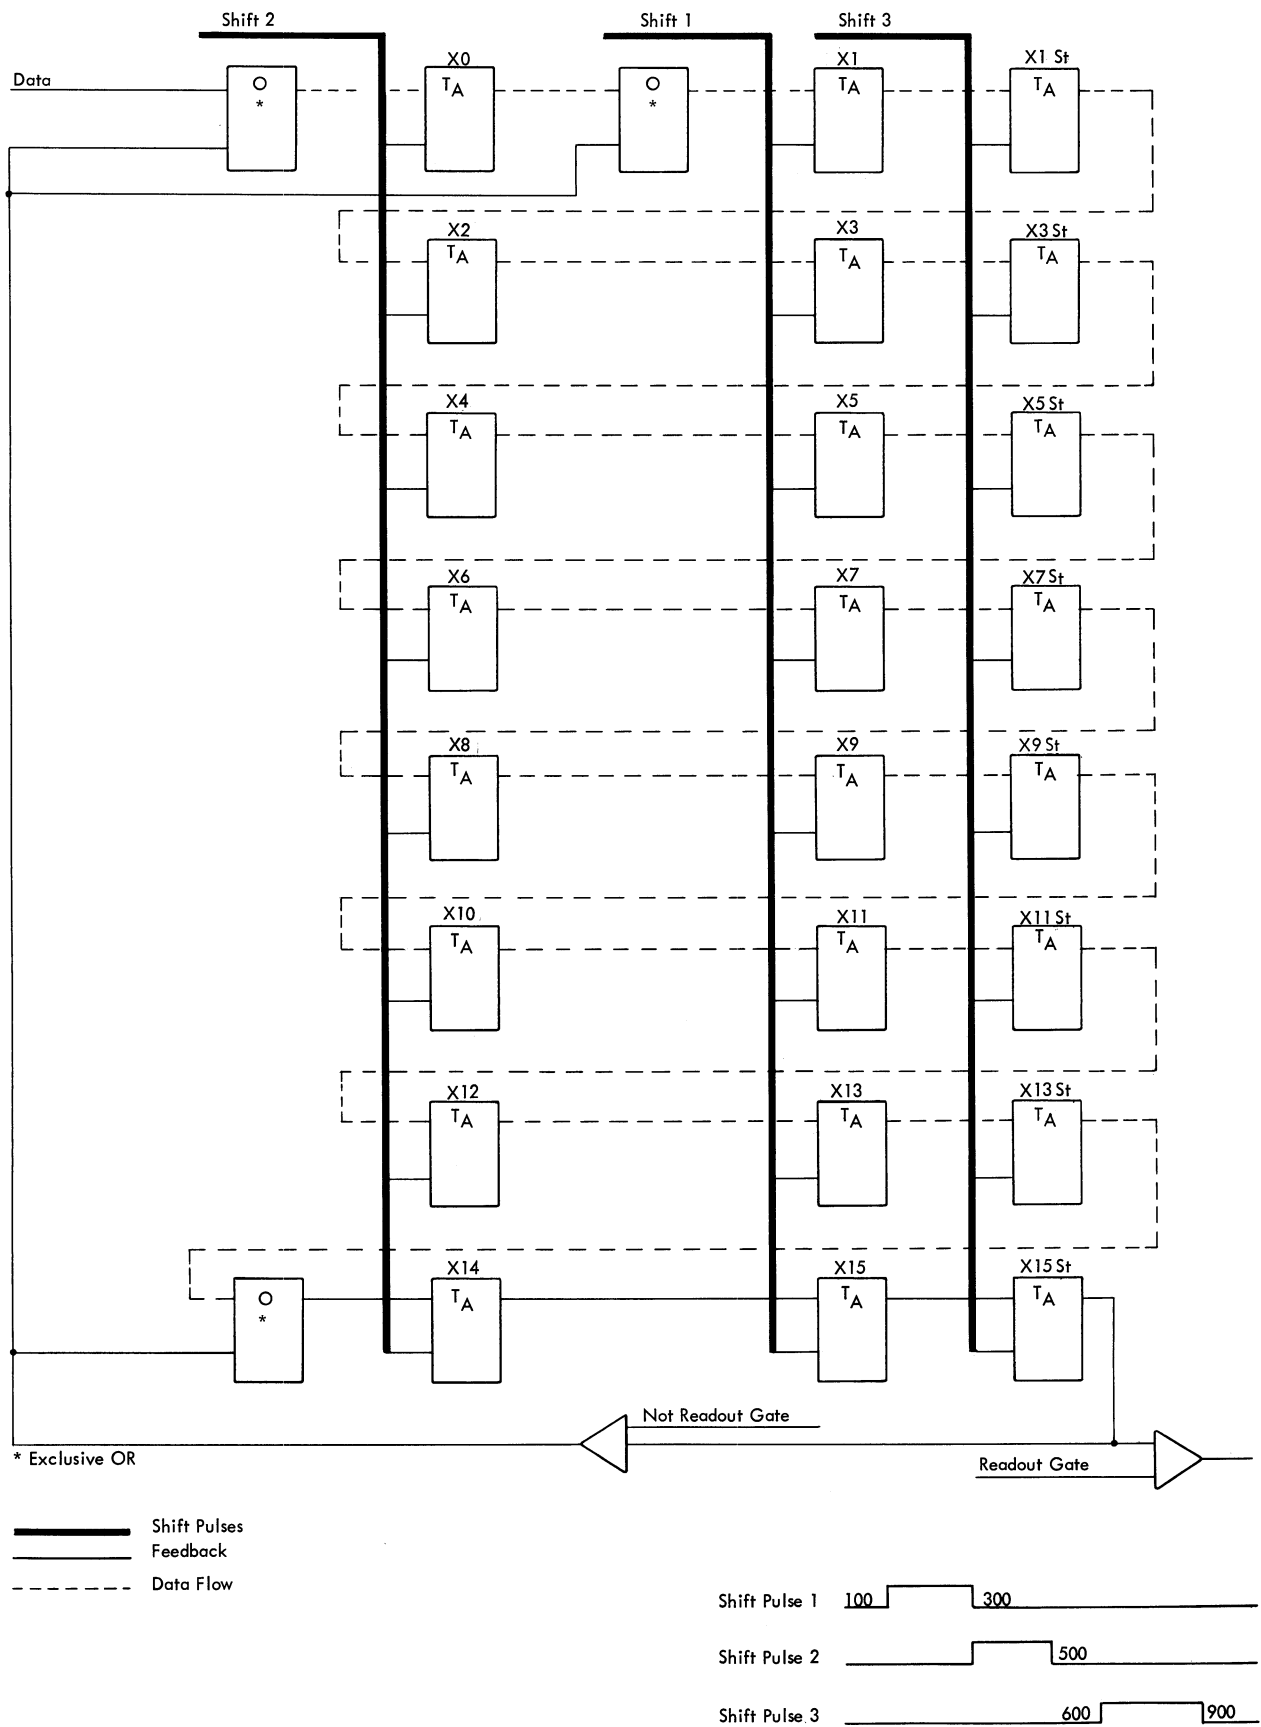 Shift 2 Shift 1 Shift 3
Data
X0 X1 X1 St
O * TA O * TA TA
X2 X3 X3 St
TA TA TA
X4 X5 X5 St
TA TA TA
X6 X7 X7 St
TA TA TA
X8 X9 X9 St
TA TA TA
X10 X11 X11 St
TA TA TA
X12 X13 X13 St
TA TA TA
X14 X15 X15 St
O * TA TA TA
Not Readout Gate
* Exclusive OR
Readout Gate
Shift Pulses
Feedback
Data Flow
Shift Pulse 1 100 300
Shift Pulse 2 500
Shift Pulse 3 600 900